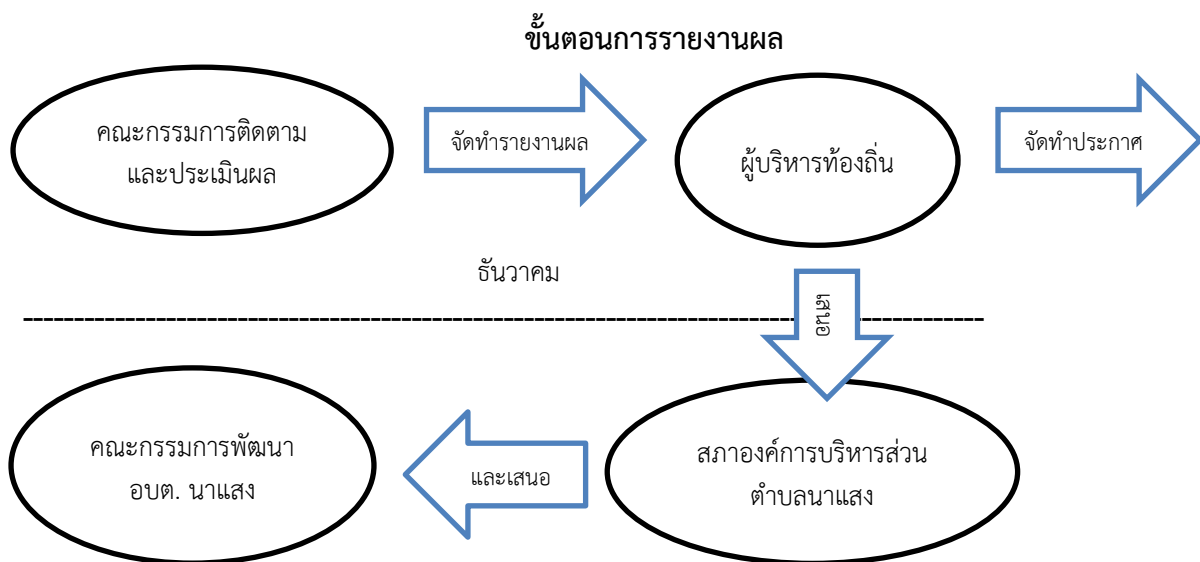 ขั้นตอนการรายงานผล
คณะกรรมการติดตาม
และประเมินผล
จัดทำรายงานผล
ผู้บริหารท้องถิ่น
จัดทำประกาศ
ธันวาคม
เสนอ
คณะกรรมการพัฒนา
อบต. นาแสง
และเสนอ
สภาองค์การบริหารส่วน
ตำบลนาแสง